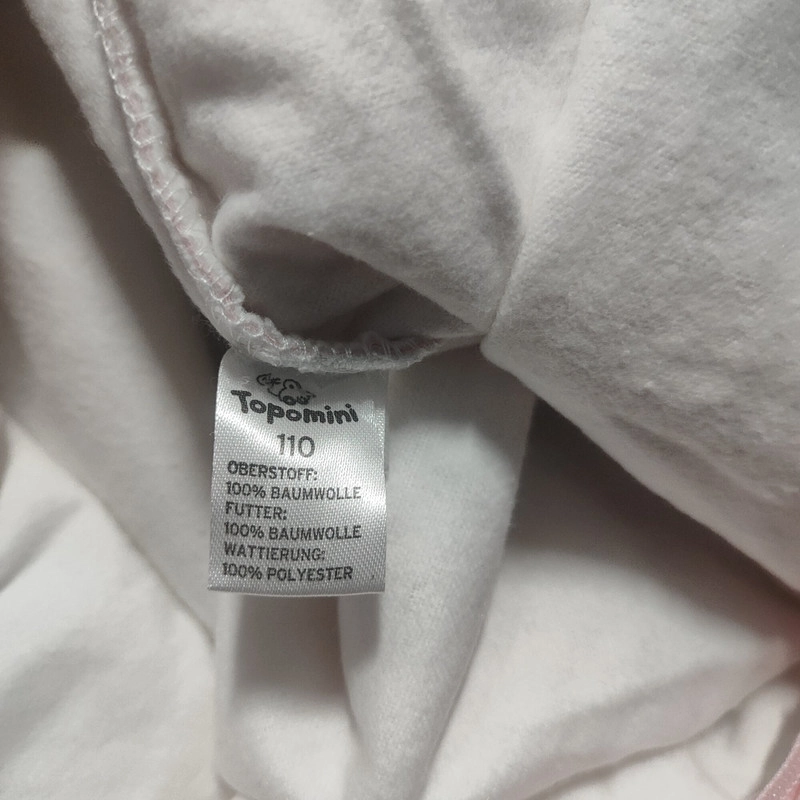 Topomini
110
OBERSTOFF:
100% BAUMWOLLE
FUTTER:
100% BAUMWOLLE
WATTIERUNG:
100% POLYESTER